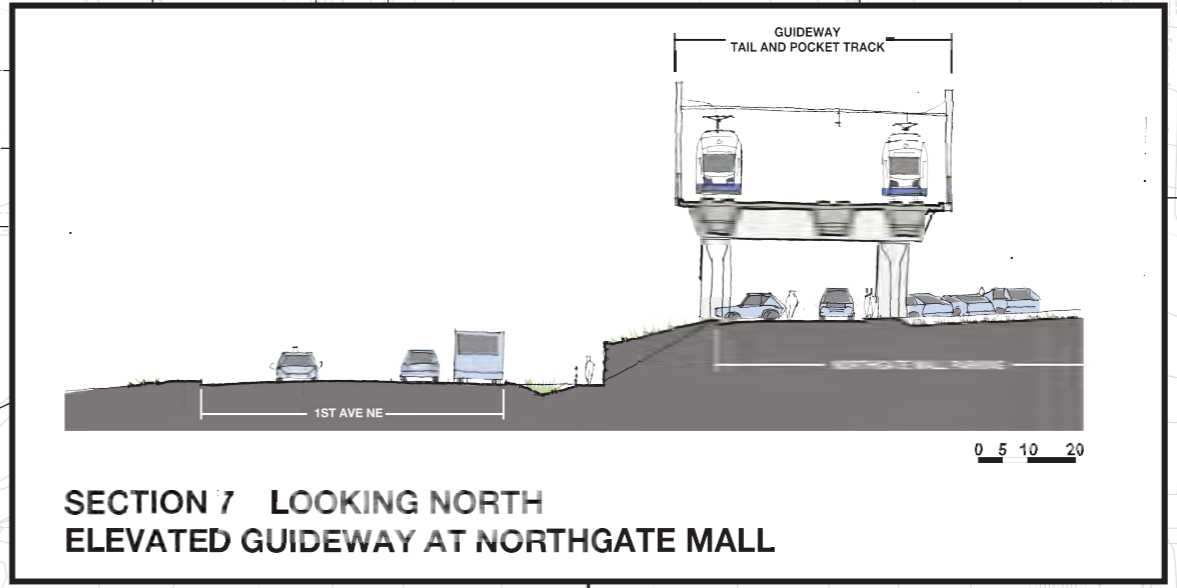 GUIDEWAY
TAIL AND POCKET TRACK
1ST AVE NE
0 5 10 20
SECTION 7 LOOKING NORTH
ELEVATED GUIDEWAY AT NORTHGATE MALL